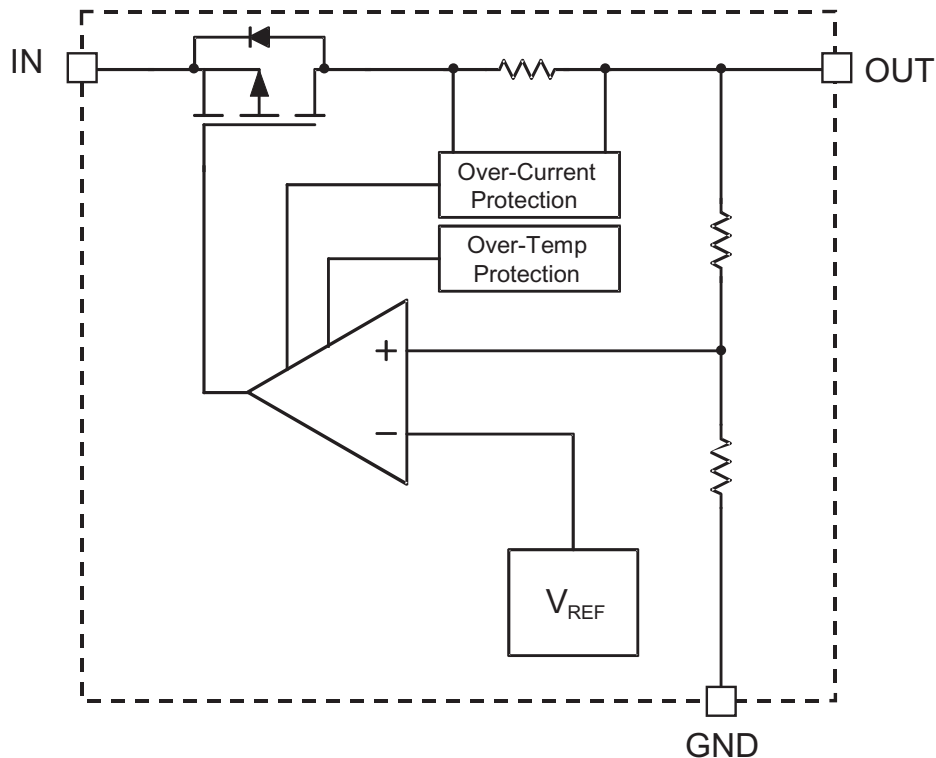 IN
OUT
Over-Current
Protection
Over-Temp
Protection
+
−
VREF
GND